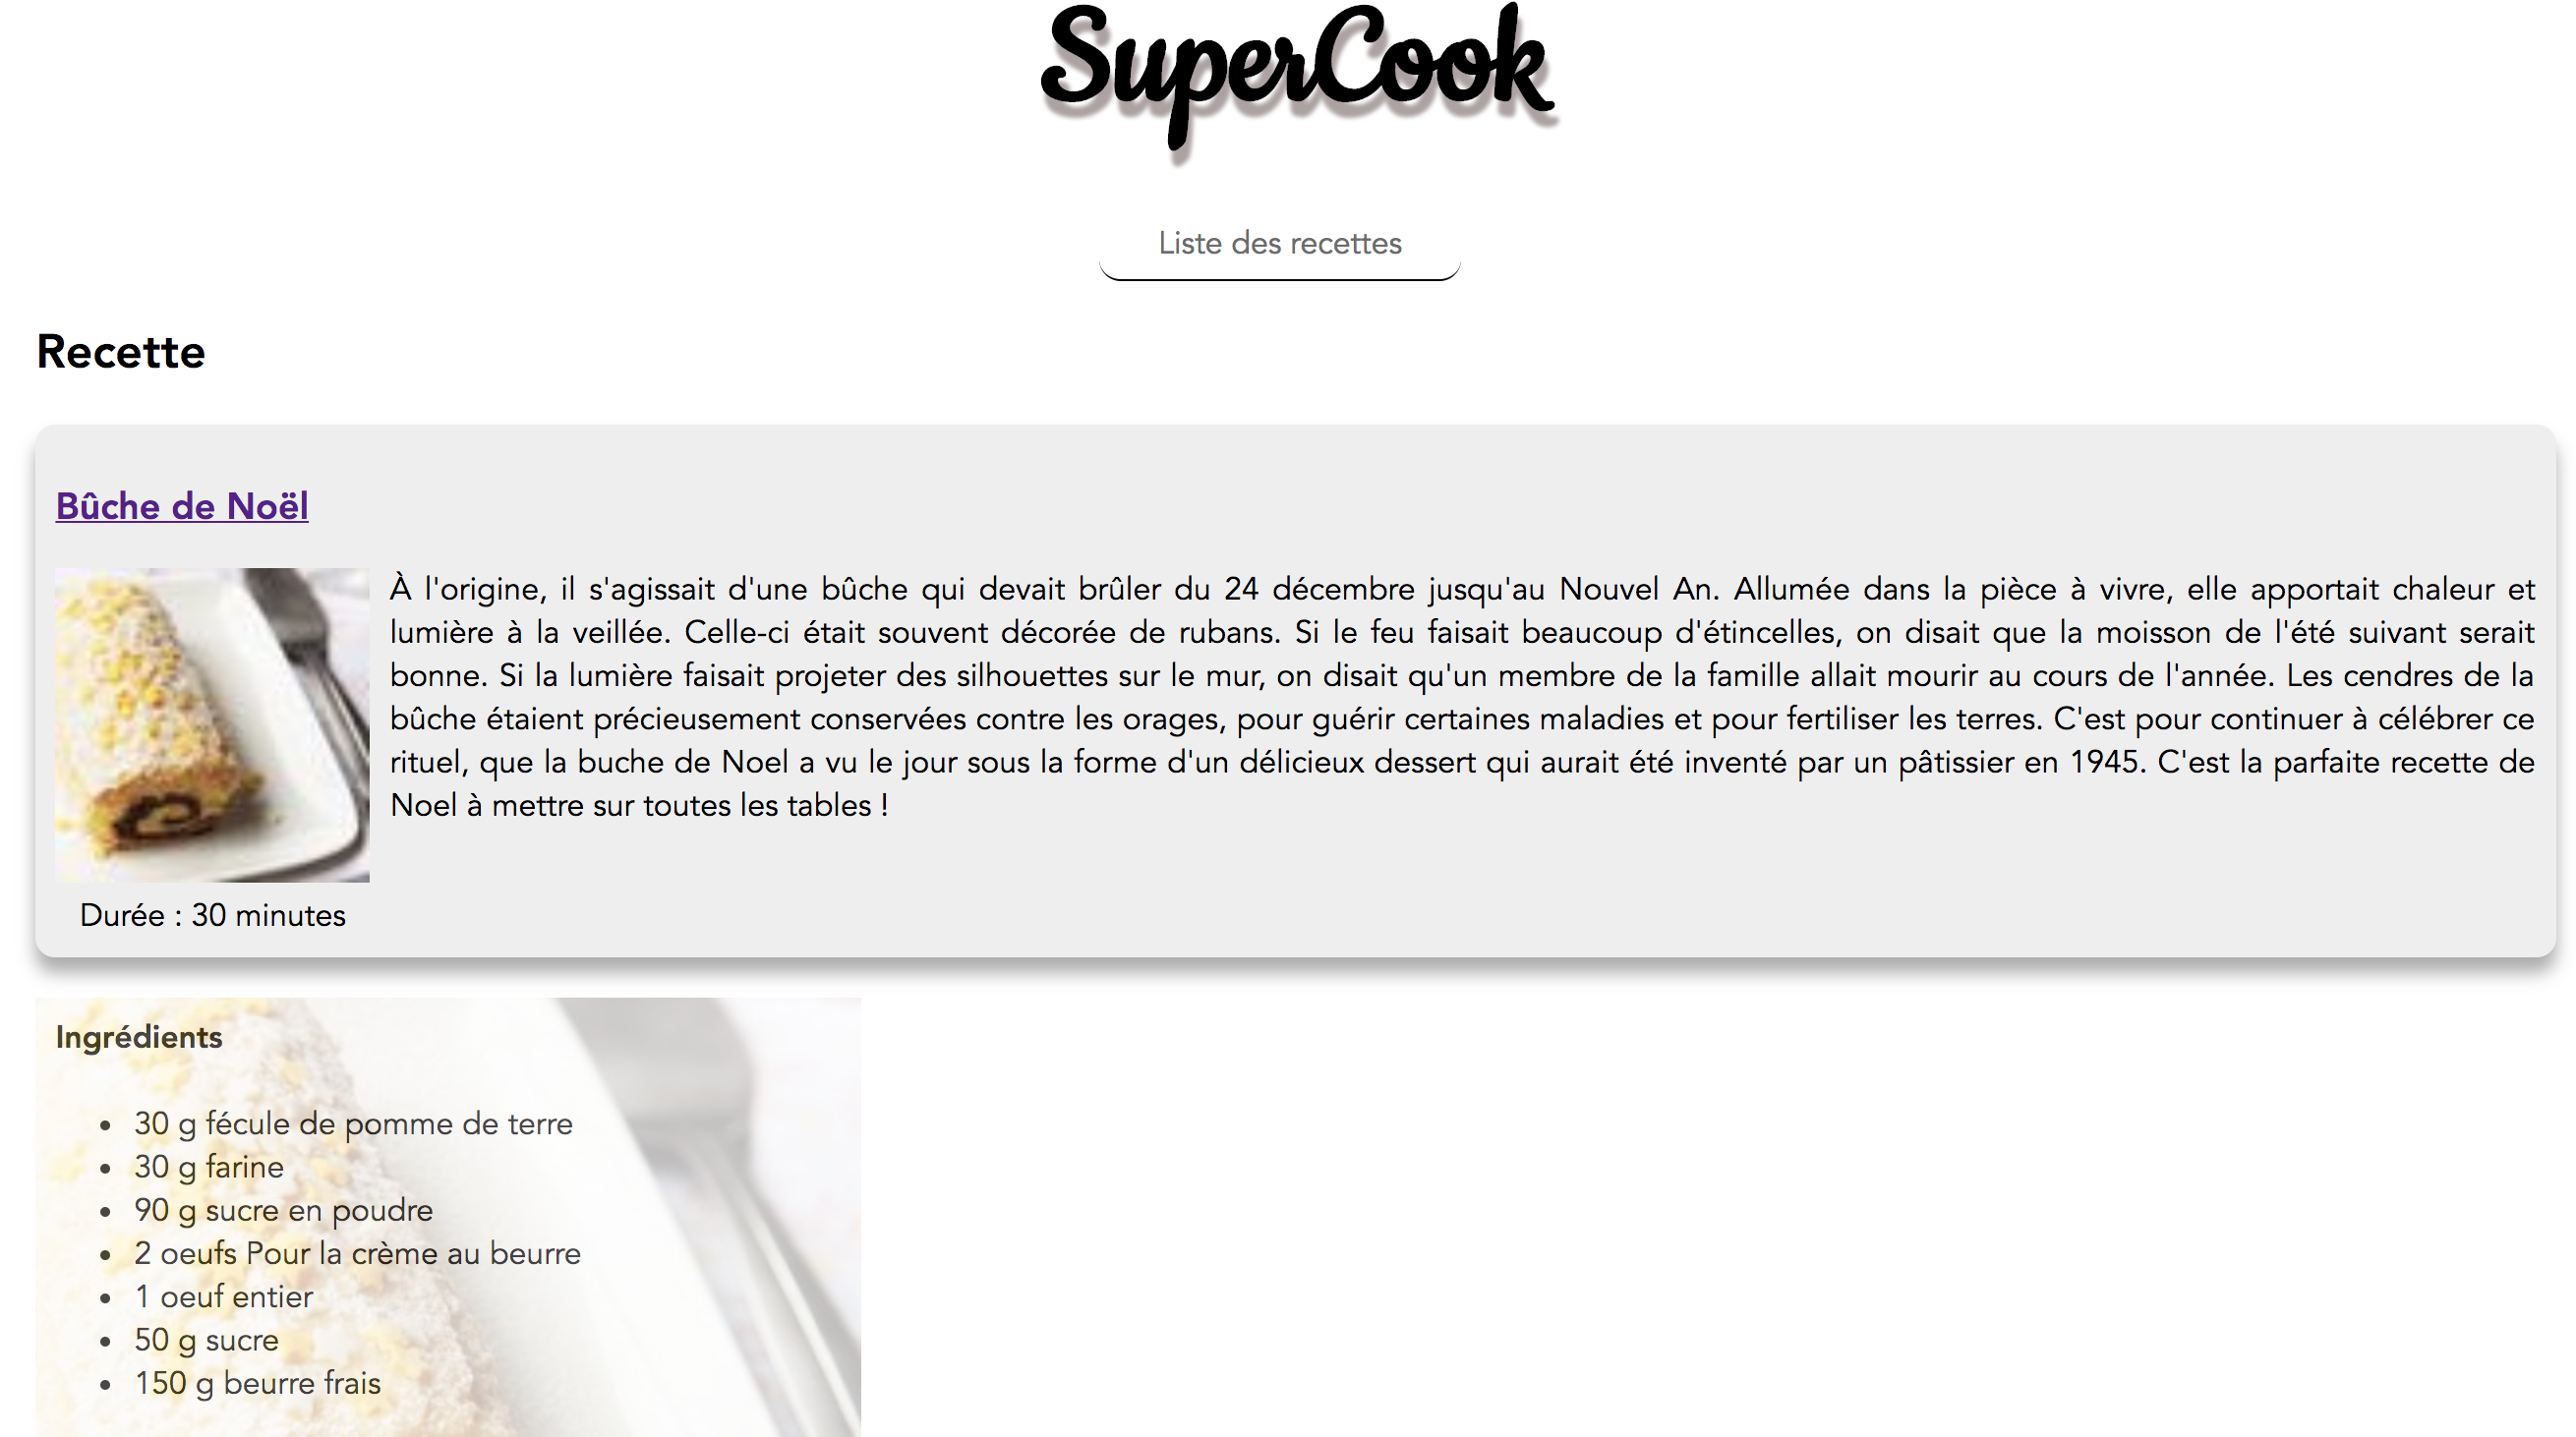 SuperCook
Liste des recettes
Recette
Bûche de Noël
À l'origine, il s'agissait d'une bûche qui devait brûler du 24 décembre jusqu'au Nouvel An. Allumée dans la pièce à vivre, elle apportait chaleur et
lumière à la veillée. Celle-ci était souvent décorée de rubans. Si le feu faisait beaucoup d'étincelles, on disait que la moisson de l'été suivant serait
bonne. Si la lumière faisait projeter des silhouettes sur le mur, on disait qu'un membre de la famille allait mourir au cours de l'année. Les cendres de la
bûche étaient précieusement conservées contre les orages, pour guérir certaines maladies et pour fertiliser les terres. C'est pour continuer à célébrer ce
rituel, que la buche de Noel a vu le jour sous la forme d'un délicieux dessert qui aurait été inventé par un pâtissier en 1945. C'est la parfaite recette de
Noel à mettre sur toutes les tables !
Durée : 30 minutes
Ingrédients
• 30 g fécule de pomme de terre
• 30 g farine
• 90 g sucre en poudre
• 2 oeufs Pour la crème au beurre
• 1 oeuf entier
• 50 g sucre
• 150 g beurre frais